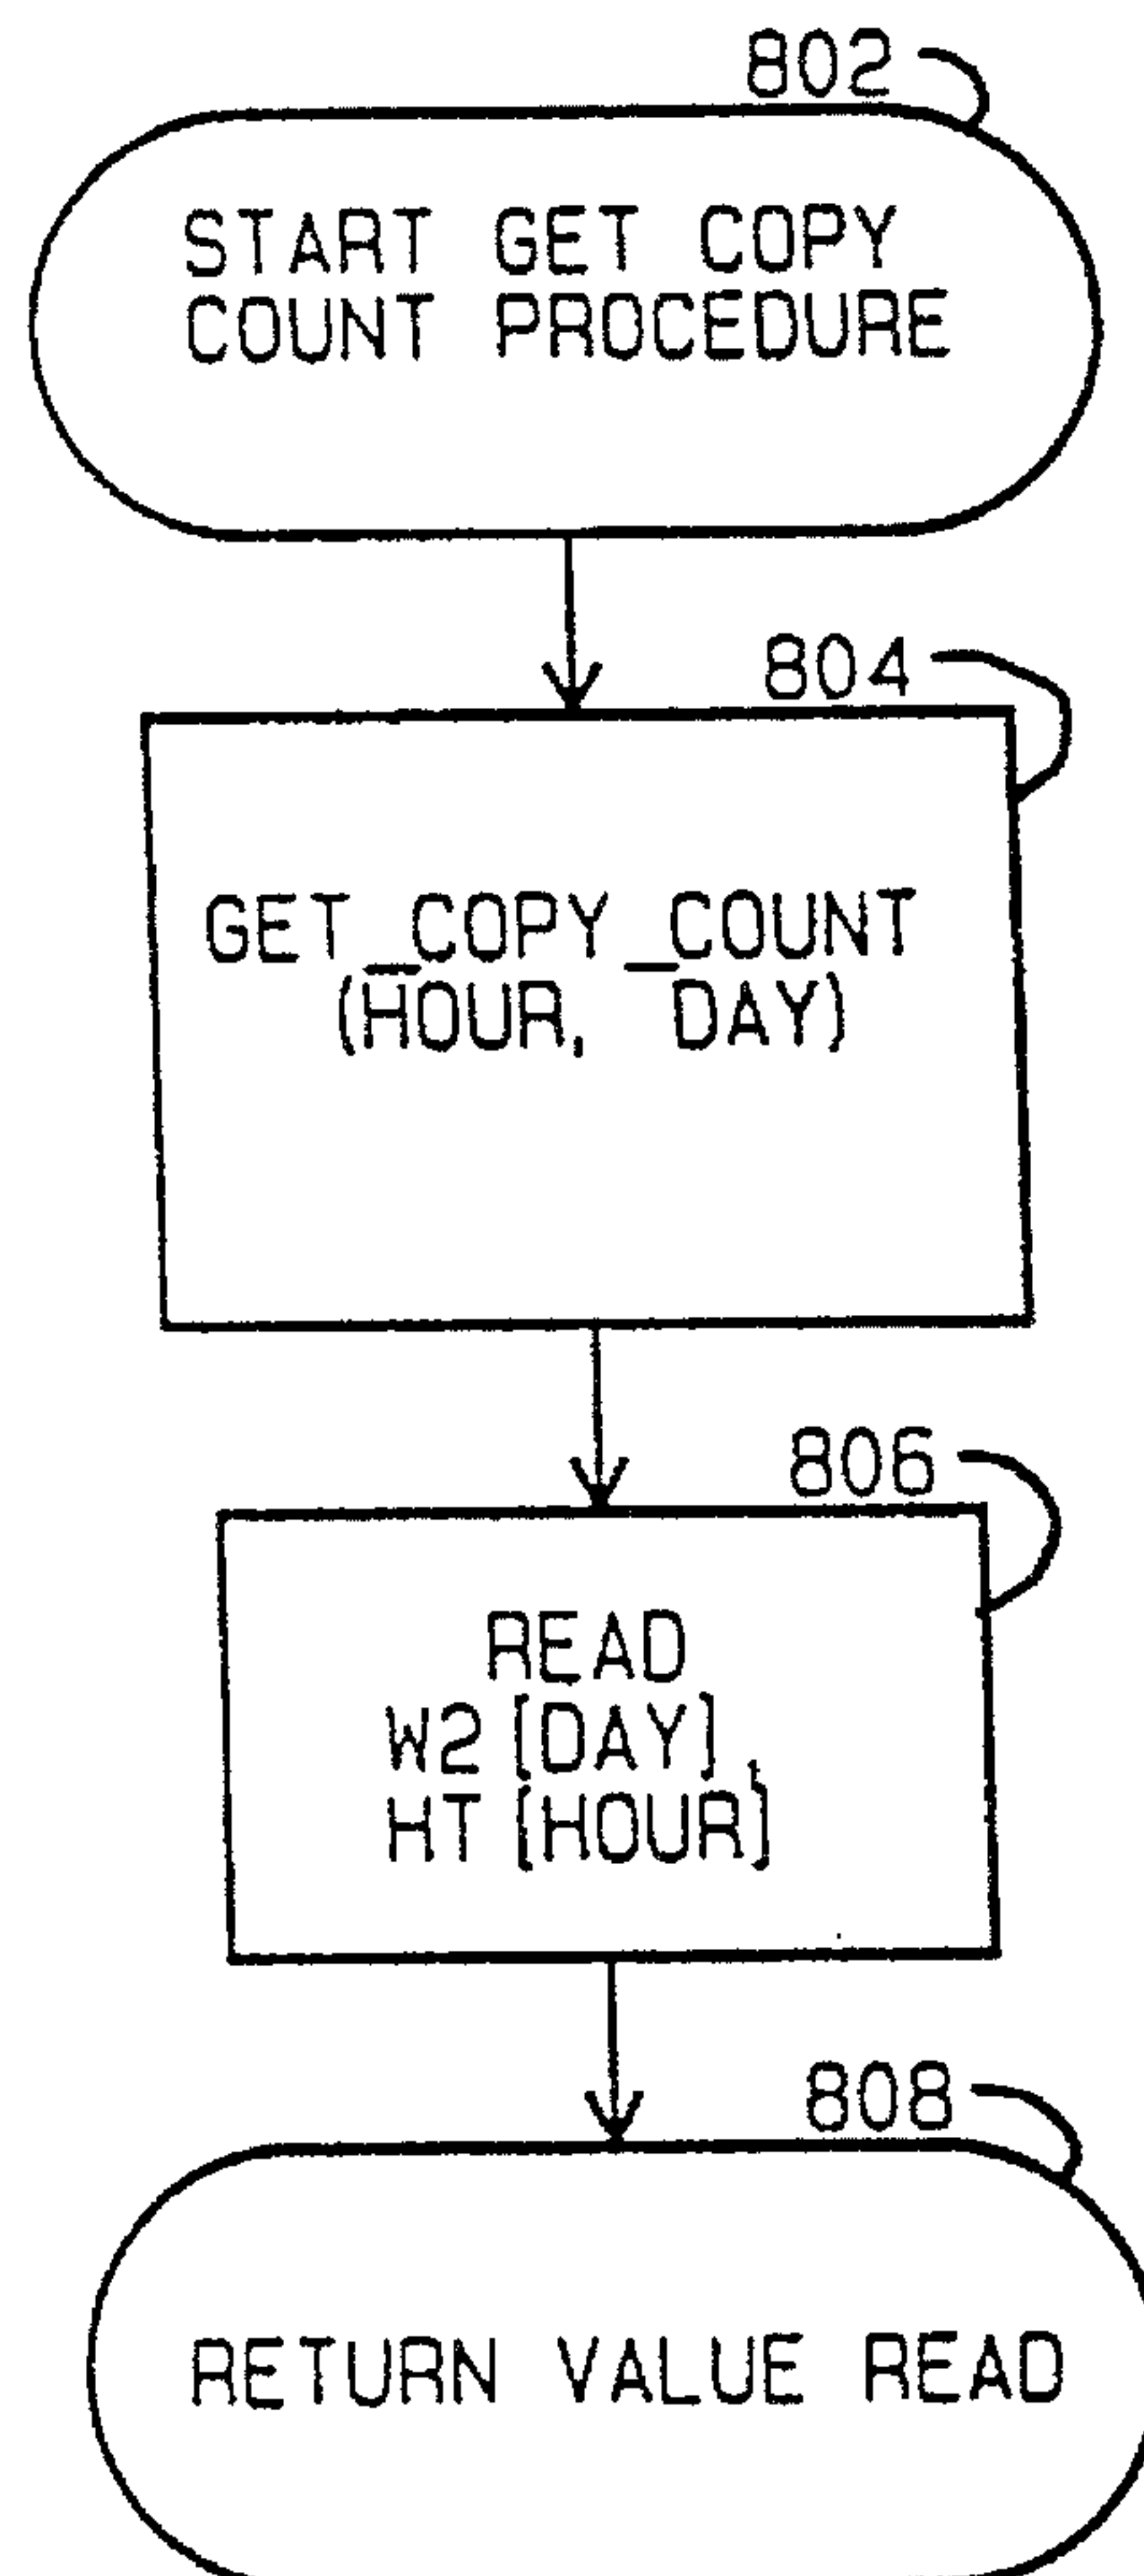 802
START GET COPY
COUNT PROCEDURE
804
GET_COPY_COUNT
(HOUR, DAY)
806
READ
W2[DAY],
HT[HOUR]
808
RETURN VALUE READ